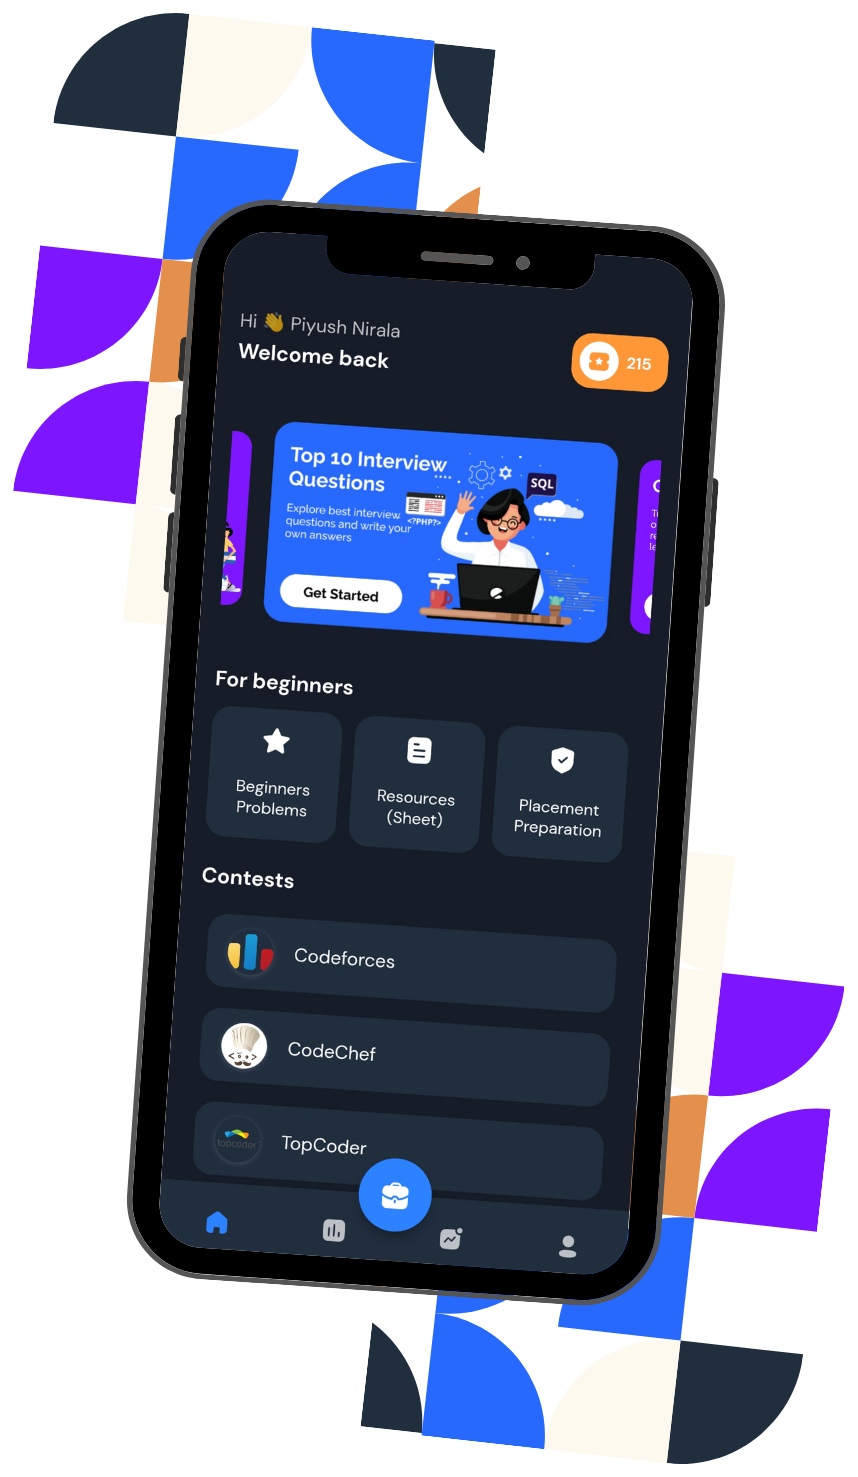 Hi 👋 Piyush Nirala
Welcome back
215
Top 10 Interview
Questions
Explore best interview
questions and write your
own answers
Get Started
SQL
<?PHP?>
For beginners
Beginners
Problems
Resources
(Sheet)
Placement
Preparation
Contests
Codeforces
CodeChef
topcoder
TopCoder